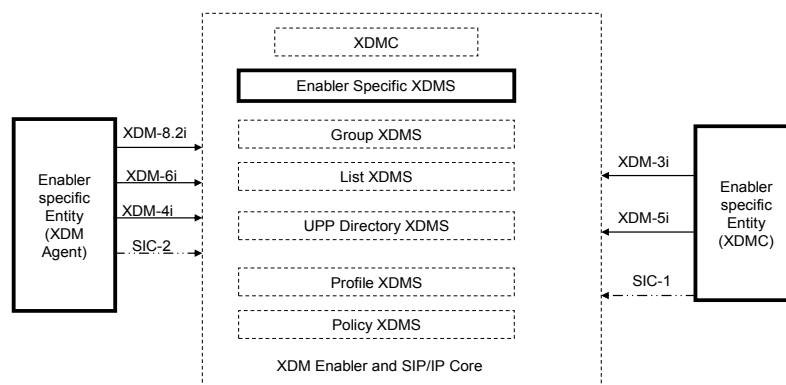 XDMC
Enabler Specific XDMS
Group XDMS
List XDMS
UPP Directory XDMS
Profile XDMS
Policy XDMS
XDM Enabler and SIP/IP Core
Enabler
specific
Entity
(XDM
Agent)
XDM-8.2i
XDM-6i
XDM-4i
SIC-2
XDM-3i
XDM-5i
SIC-1
Enabler
specific
Entity
(XDMC)